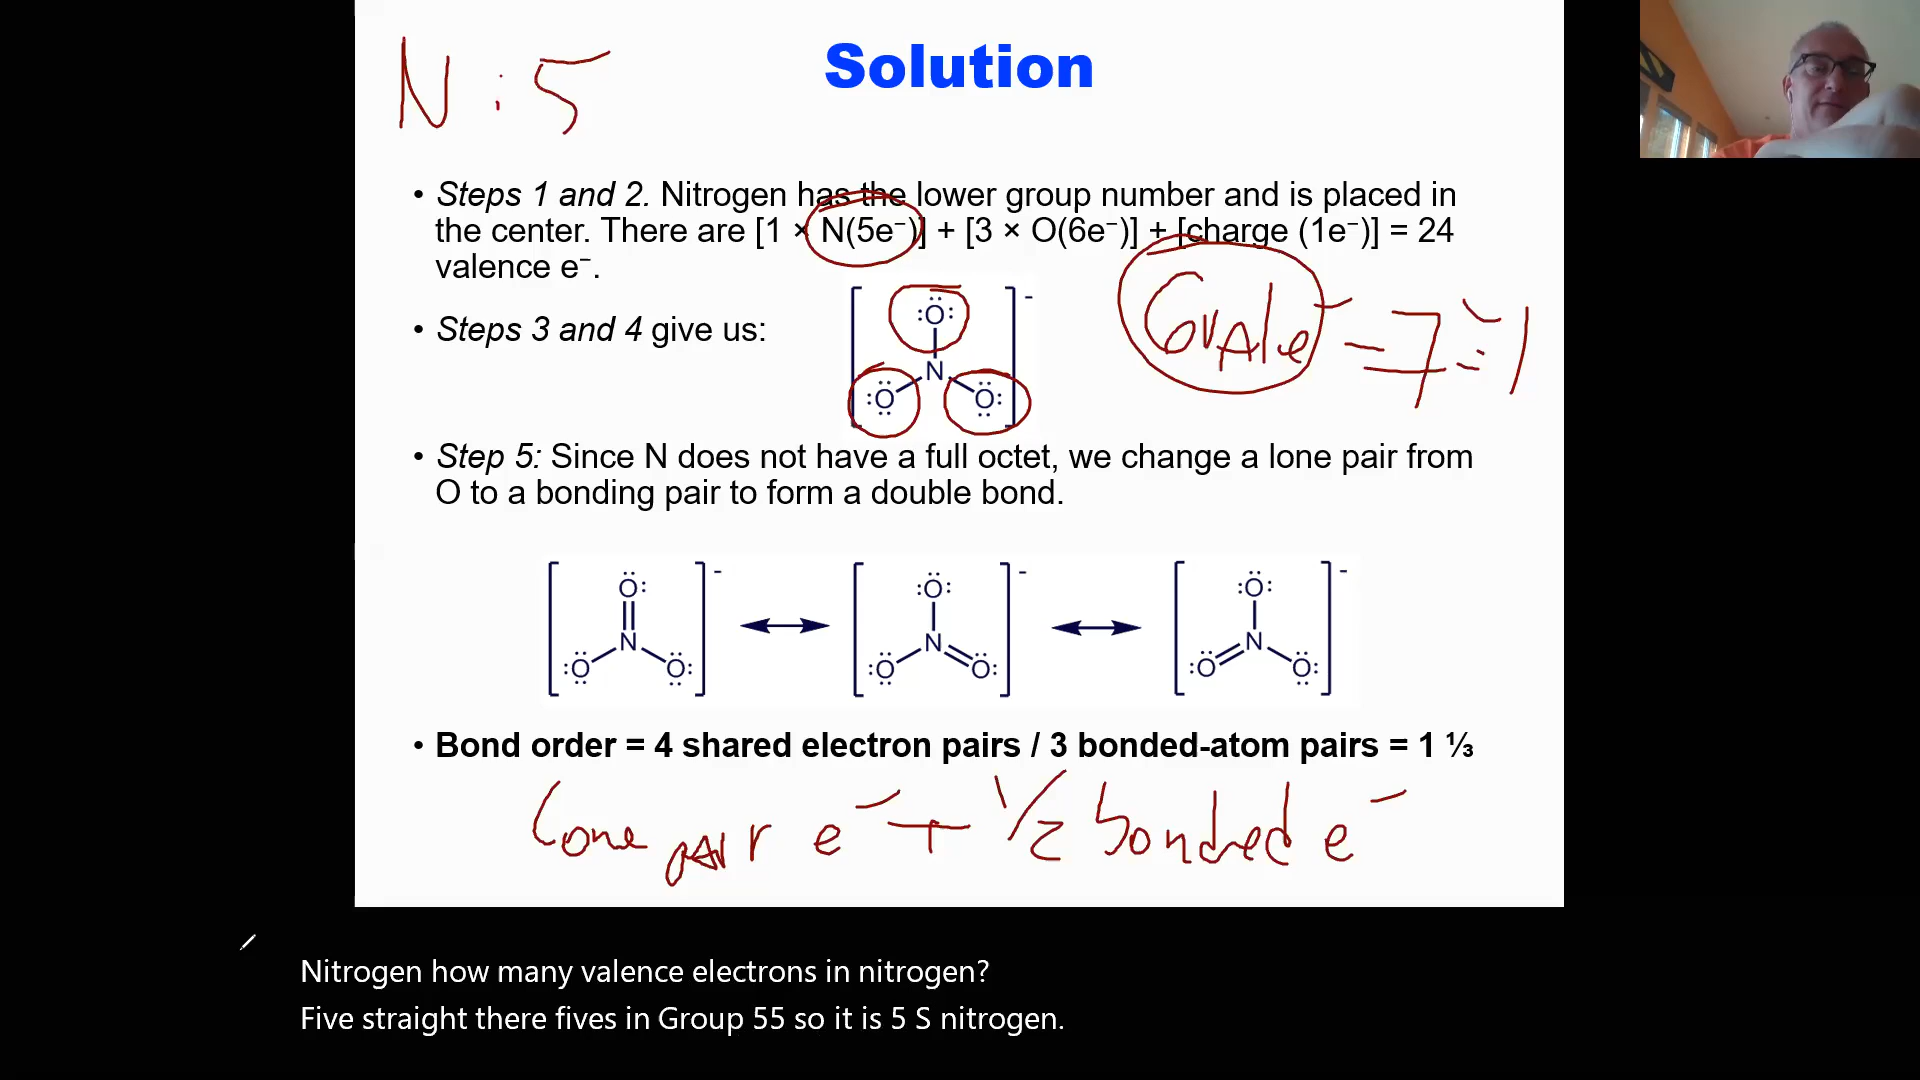 N : 5
Solution
• Steps 1 and 2. Nitrogen has the lower group number and is placed in
the center. There are [1 × N(5e⁻)] + [3 × O(6e⁻)] + [charge (1e⁻)] = 24
valence e⁻.
6 val e⁻ - 7 = -1
• Steps 3 and 4 give us:
O
N
O O
-
• Step 5: Since N does not have a full octet, we change a lone pair from
O to a bonding pair to form a double bond.
O - O - O -
N N N
O O O O O O
• Bond order = 4 shared electron pairs / 3 bonded-atom pairs = 1 ⅓
Lone pair e⁻ + 1/2 bonded e⁻
Nitrogen how many valence electrons in nitrogen?
Five straight there fives in Group 55 so it is 5 S nitrogen.